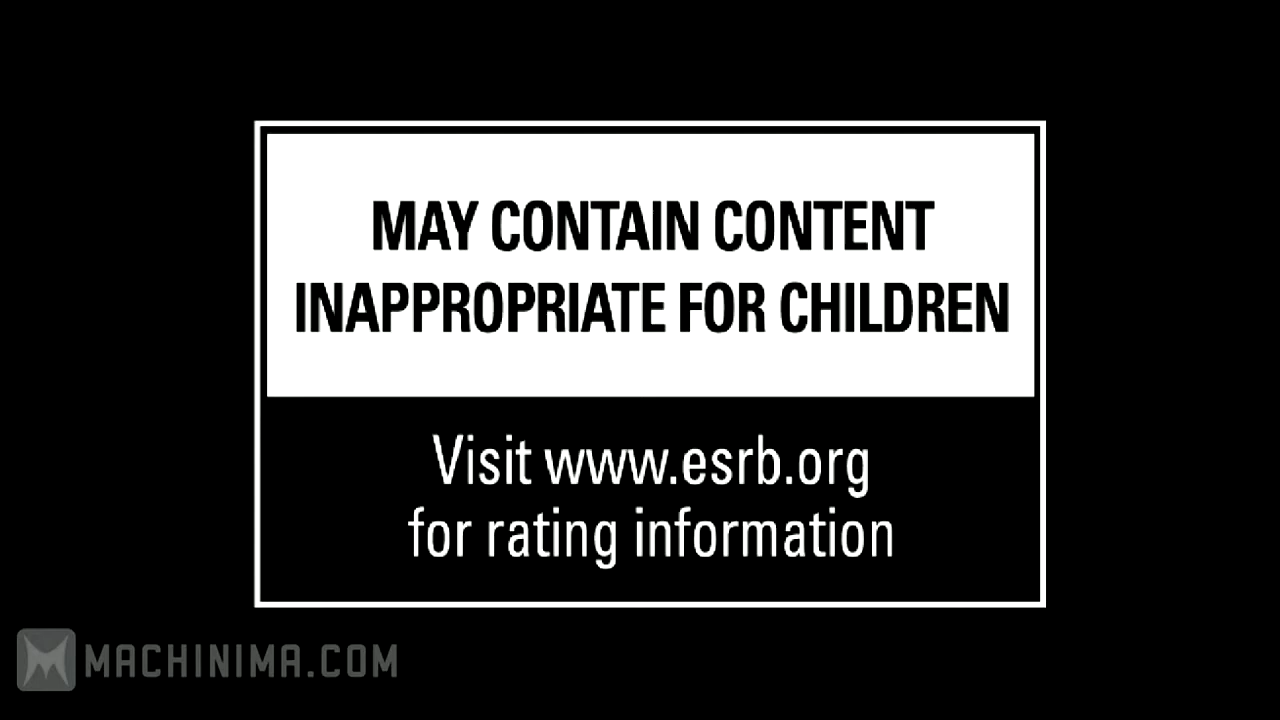 MAY CONTAIN CONTENT
INAPPROPRIATE FOR CHILDREN
Visit www.esrb.org
for rating information
MACHINIMA.COM